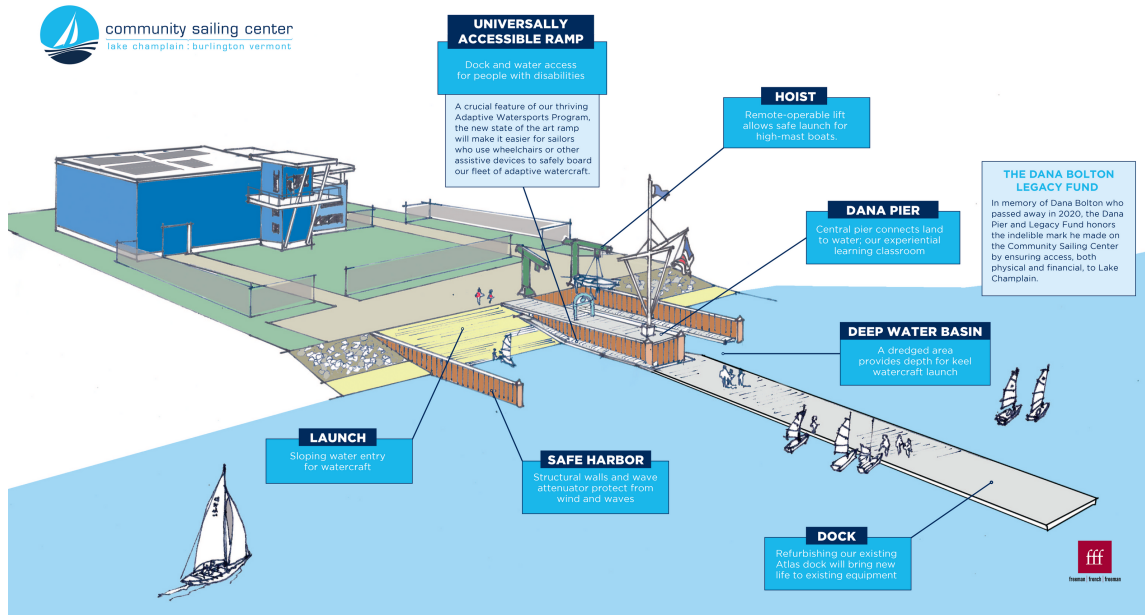 community sailing center
lake champlain : burlington vermont
UNIVERSALLY
ACCESSIBLE RAMP
Dock and water access
for people with disabilities
A crucial feature of our thriving
Adaptive Watersports Program,
the new state of the art ramp
will make it easier for sailors
who use wheelchairs or other
assistive devices to safely board
our fleet of adaptive watercraft.
HOIST
Remote-operable lift
allows safe launch for
high-mast boats.
THE DANA BOLTON
LEGACY FUND
In memory of Dana Bolton who
passed away in 2020, the Dana
Pier and Legacy Fund honors
the indelible mark he made on
the Community Sailing Center
by ensuring access, both
physical and financial, to Lake
Champlain.
DANA PIER
Central pier connects land
to water; our experiential
learning classroom
DEEP WATER BASIN
A dredged area
provides depth for keel
watercraft launch
LAUNCH
Sloping water entry
for watercraft
SAFE HARBOR
Structural walls and wave
attenuator protect from
wind and waves
DOCK
Refurbishing our existing
Atlas dock will bring new
life to existing equipment
fff
freeman | french | freeman